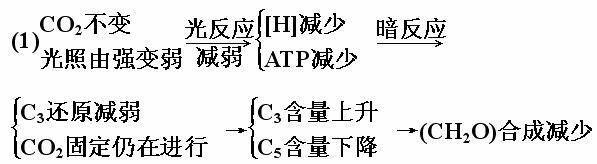 (1) CO₂不变 光反应 [H]减少 暗反应
光照由强变弱 减弱 ATP减少
C₃还原减弱 C₃含量上升
CO₂固定仍在进行 C₅含量下降 (CH₂O)合成减少